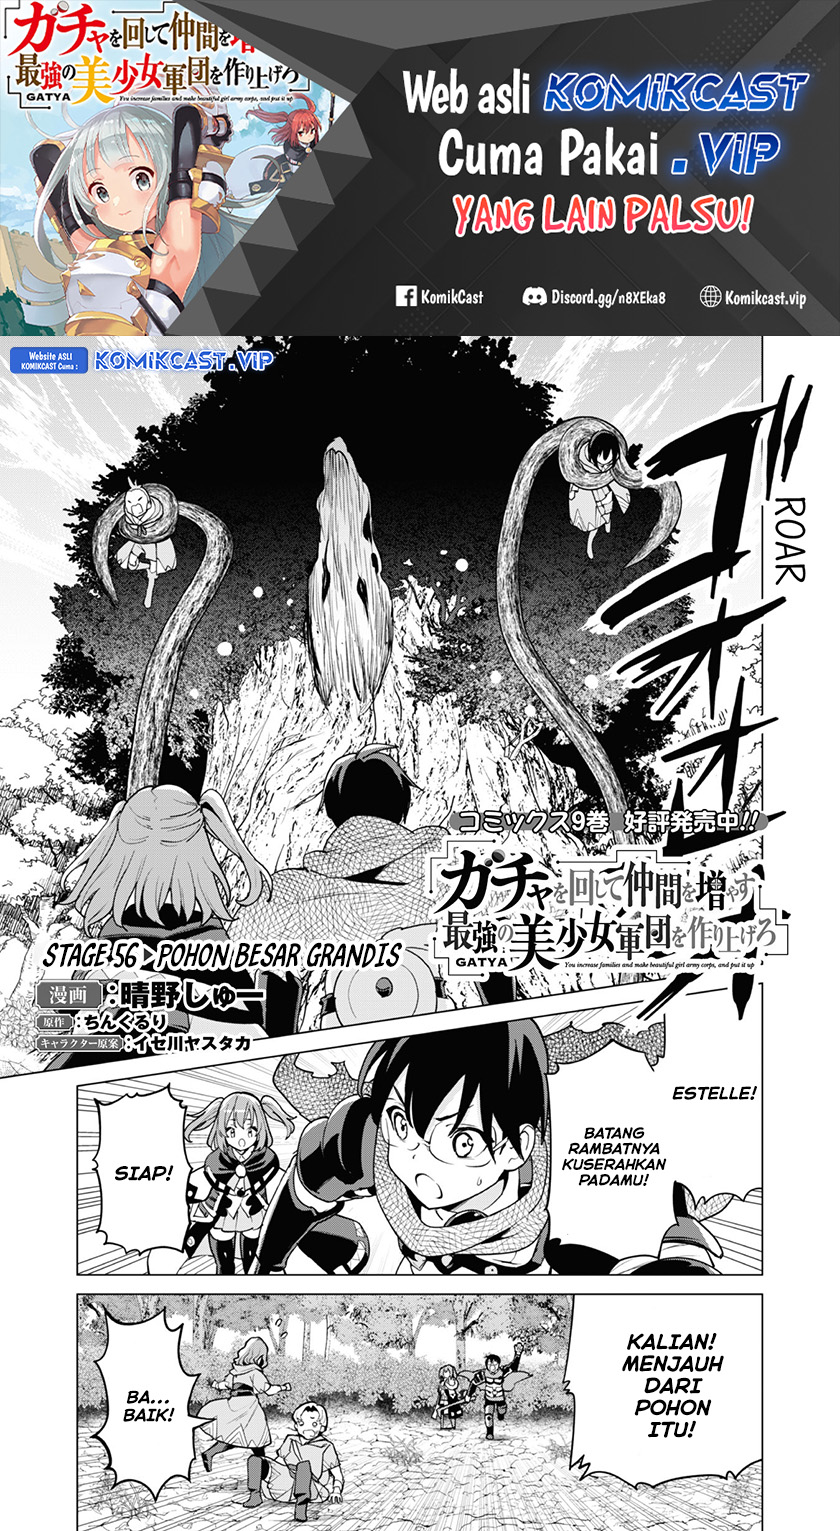 ガチャを回して仲間を増
最強の美少女軍団を作り上げろ
GATYA
You increase families and make beautiful girl army corps, and put it up
Web asli KOMIKCAST
Cuma Pakai .VIP
YANG LAIN PALSU!
KomikCast
Discord.gg/n8XEka8
Komikcast.vip
Website ASLI
KOMIKCAST Cuma :
KOMIKCAST.VIP
ゴオオオ
ROAR
コミックス9巻 好評発売中!!
ガチャを回して仲間を増やす
最強の美少女軍団を作り上げろ
GATYA
You increase families and make beautiful girl army corps, and put it up
STAGE 56 ▶ POHON BESAR GRANDIS
漫画:晴野しゅー
原作:ちんくるり
キャラクター原案:イセ川ヤスタカ
ESTELLE!
BATANG
RAMBATNYA
KUSERAHKAN
PADAMU!
SIAP!
KALIAN!
MENJAUH
DARI
POHON
ITU!
BA...
BAIK!